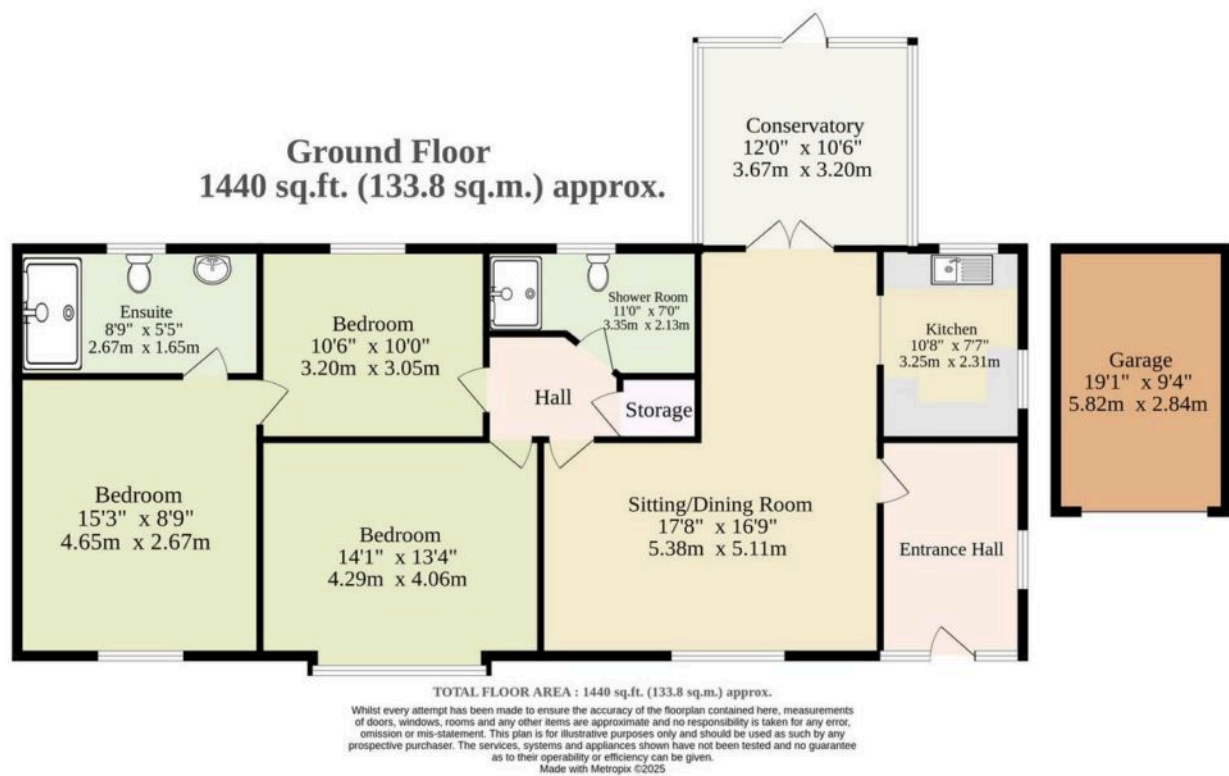 Ground Floor
1440 sq.ft. (133.8 sq.m.) approx.
Conservatory
12'0" x 10'6"
3.67m x 3.20m
Ensuite
8'9" x 5'5"
2.67m x 1.65m
Bedroom
10'6" x 10'0"
3.20m x 3.05m
Shower Room
11'0" x 7'0"
3.35m x 2.13m
Kitchen
10'8" x 7'7"
3.25m x 2.31m
Garage
19'1" x 9'4"
5.82m x 2.84m
Hall
Storage
Bedroom
15'3" x 8'9"
4.65m x 2.67m
Bedroom
14'1" x 13'4"
4.29m x 4.06m
Sitting/Dining Room
17'8" x 16'9"
5.38m x 5.11m
Entrance Hall
TOTAL FLOOR AREA : 1440 sq.ft. (133.8 sq.m.) approx.
Whilst every attempt has been made to ensure the accuracy of the floorplan contained here, measurements
of doors, windows, rooms and any other items are approximate and no responsibility is taken for any error,
omission or mis-statement. This plan is for illustrative purposes only and should be used as such by any
prospective purchaser. The services, systems and appliances shown have not been tested and no guarantee
as to their operability or efficiency can be given.
Made with Metropix ©2025